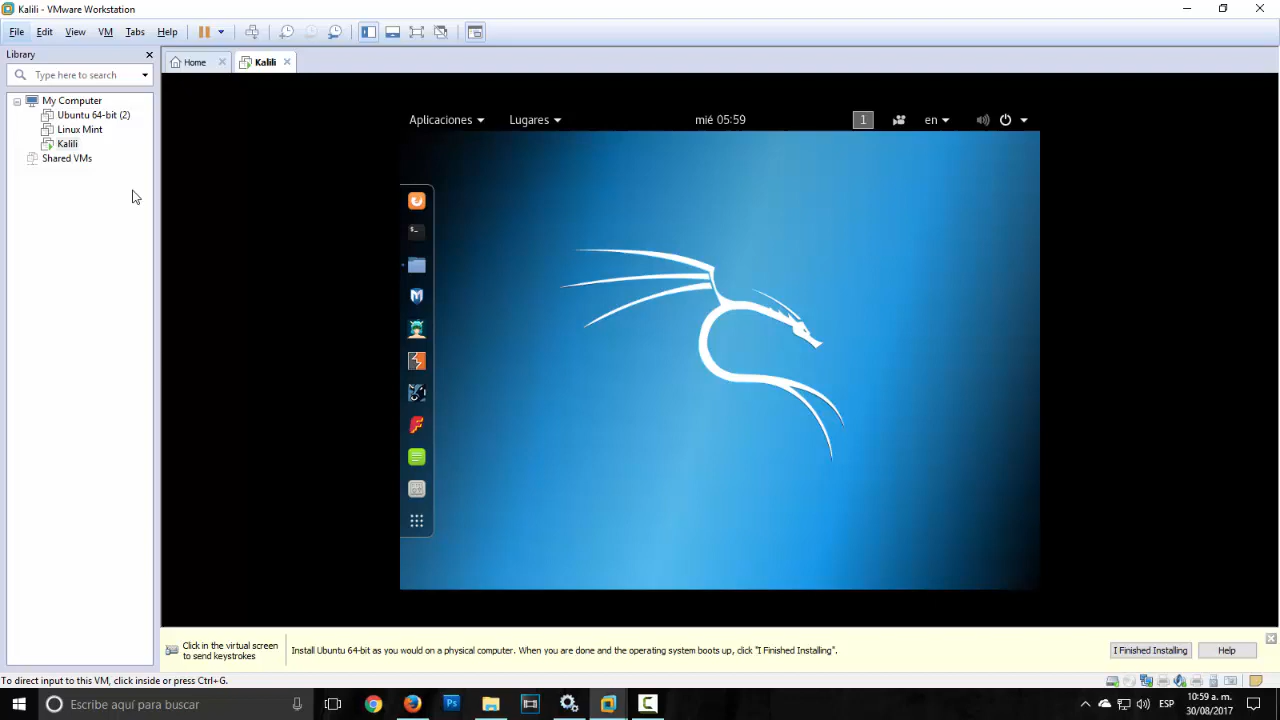 Kalili - VMware Workstation
File Edit View VM Tabs Help
Library
Type here to search
My Computer
Ubuntu 64-bit (2)
Linux Mint
Kalili
Shared VMs
Home
Kalili
Aplicaciones Lugares mié 05:59 1 en
Click in the virtual screen
to send keystrokes
Install Ubuntu 64-bit as you would on a physical computer. When you are done and the operating system boots up, click "I Finished Installing".
I Finished Installing
Help
To direct input to this VM, click inside or press Ctrl+G.
Escribe aquí para buscar
Ps
ESP
10:59 a. m.
30/08/2017